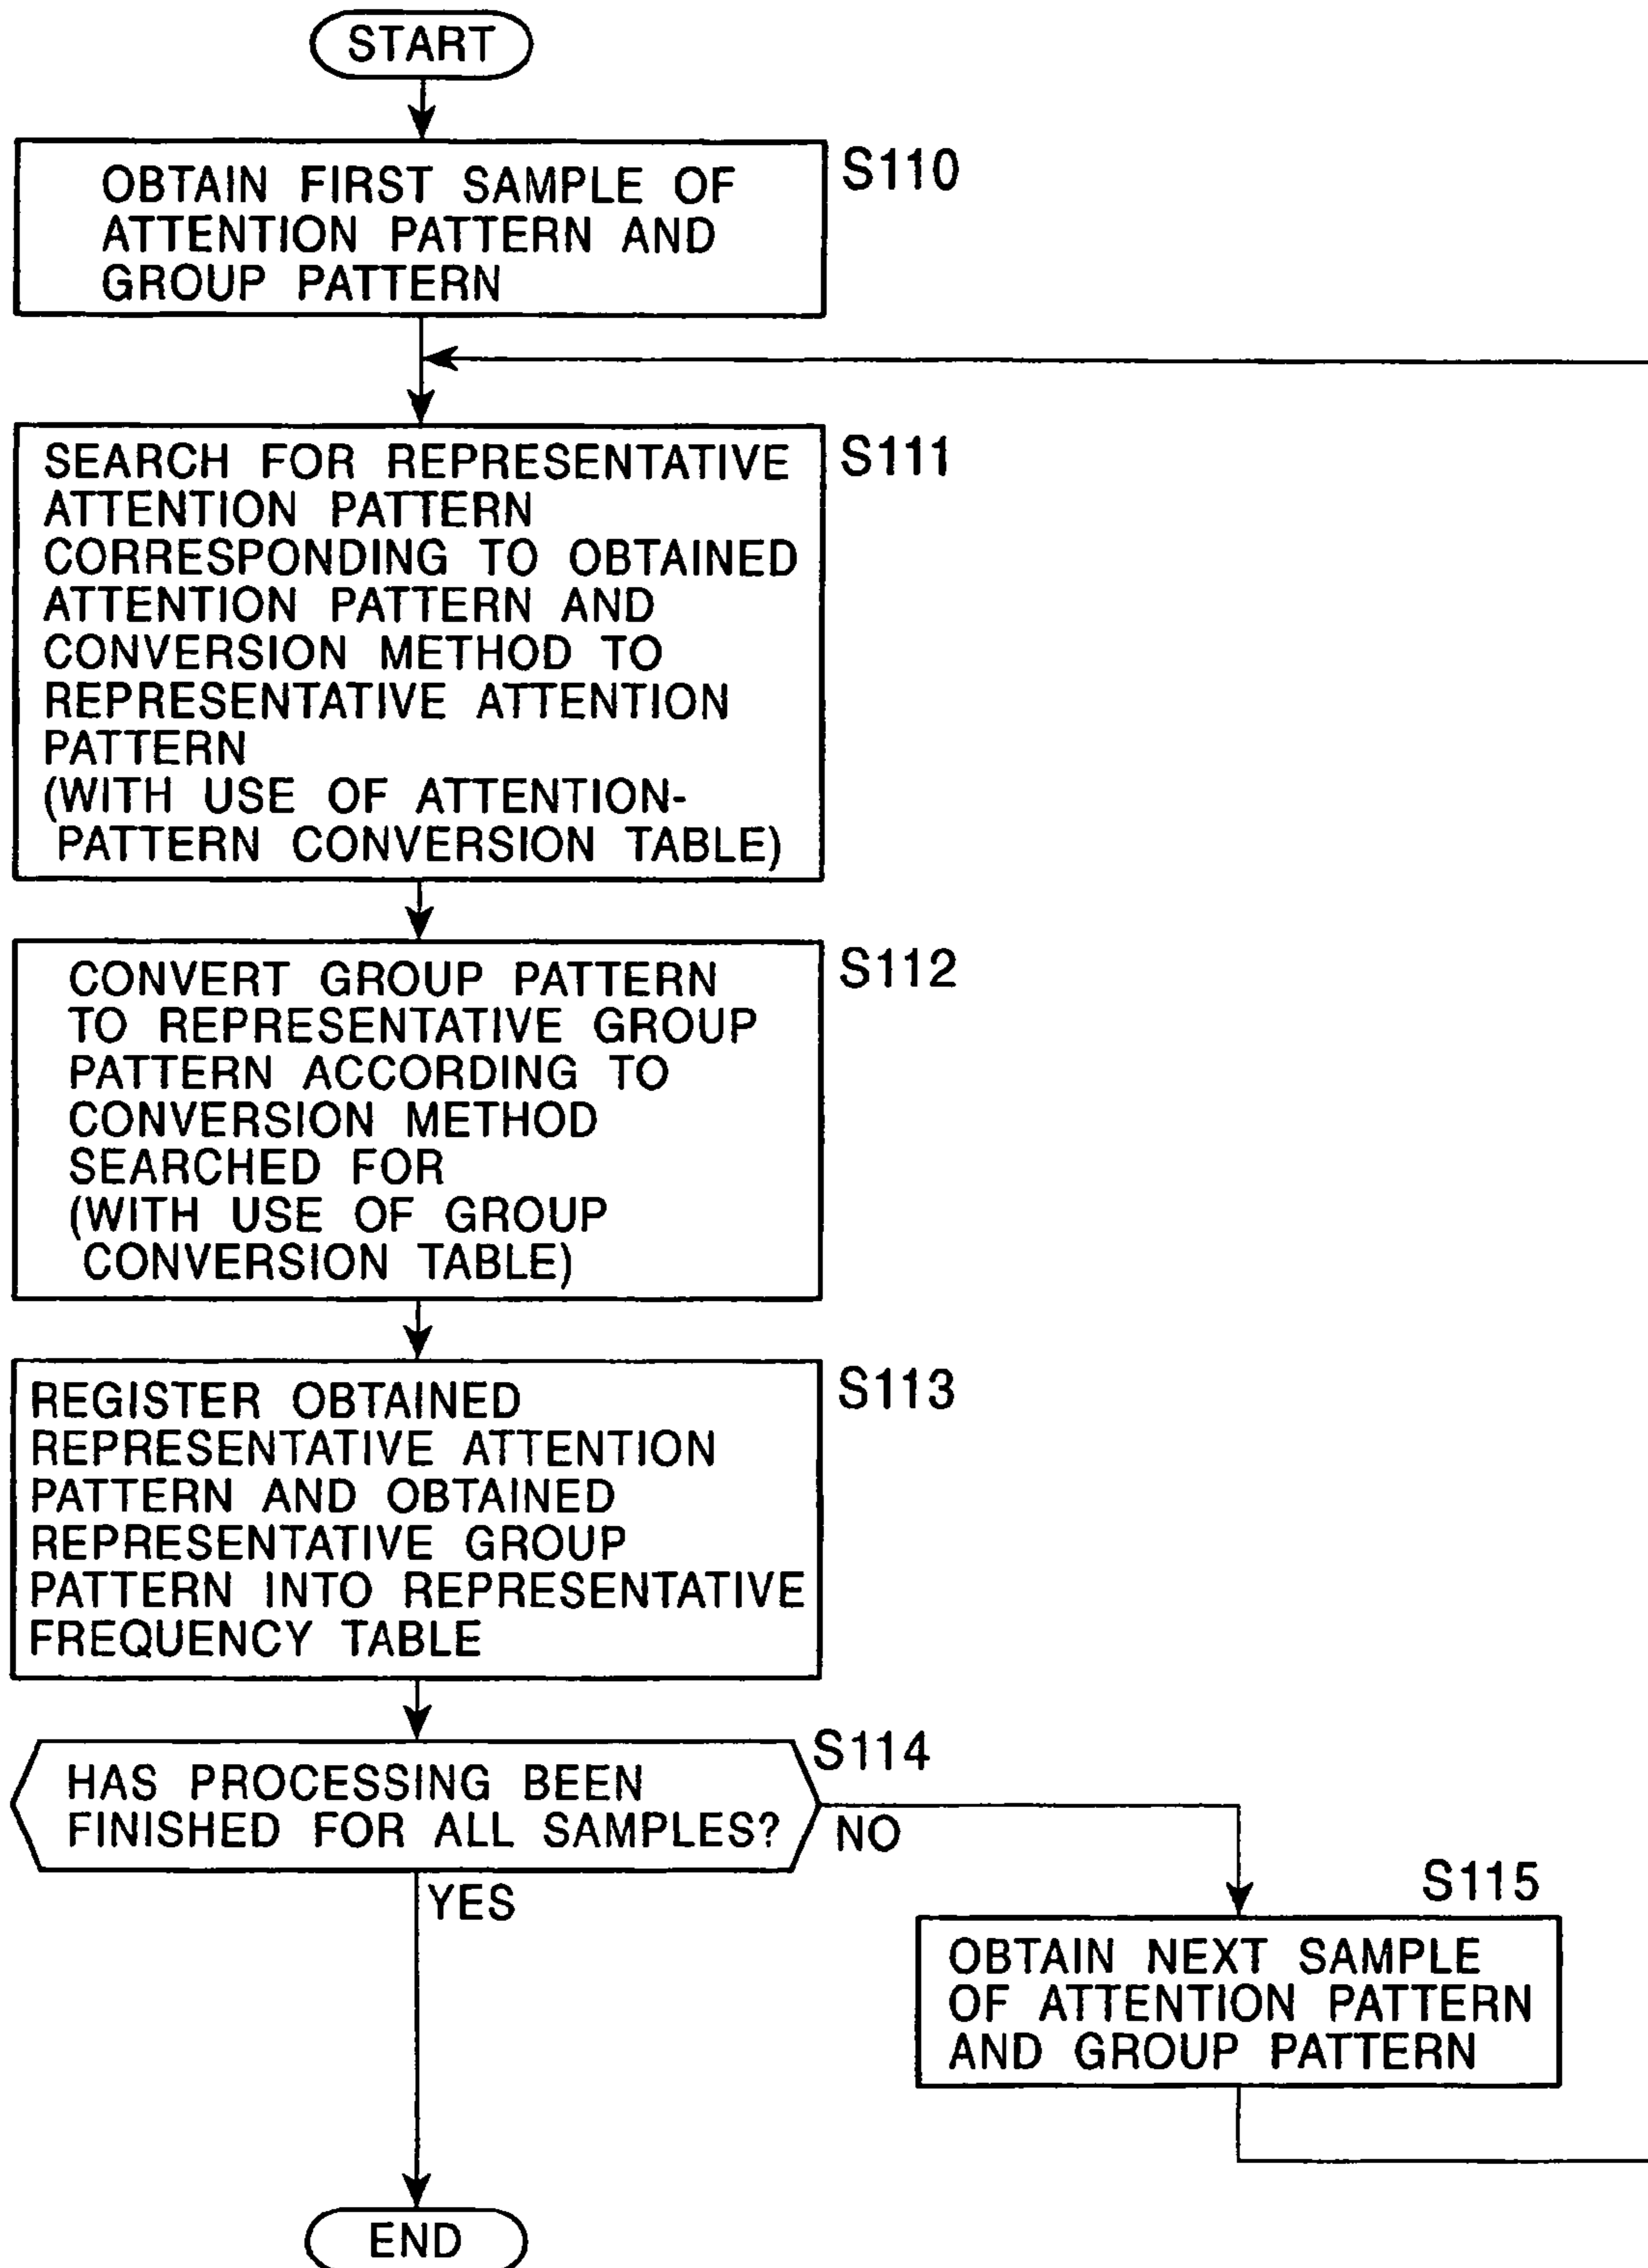 START
OBTAIN FIRST SAMPLE OF
ATTENTION PATTERN AND
GROUP PATTERN
S110
SEARCH FOR REPRESENTATIVE
ATTENTION PATTERN
CORRESPONDING TO OBTAINED
ATTENTION PATTERN AND
CONVERSION METHOD TO
REPRESENTATIVE ATTENTION
PATTERN
(WITH USE OF ATTENTION-
PATTERN CONVERSION TABLE)
S111
CONVERT GROUP PATTERN
TO REPRESENTATIVE GROUP
PATTERN ACCORDING TO
CONVERSION METHOD
SEARCHED FOR
(WITH USE OF GROUP
CONVERSION TABLE)
S112
REGISTER OBTAINED
REPRESENTATIVE ATTENTION
PATTERN AND OBTAINED
REPRESENTATIVE GROUP
PATTERN INTO REPRESENTATIVE
FREQUENCY TABLE
S113
HAS PROCESSING BEEN
FINISHED FOR ALL SAMPLES?
S114
NO
YES
S115
OBTAIN NEXT SAMPLE
OF ATTENTION PATTERN
AND GROUP PATTERN
END